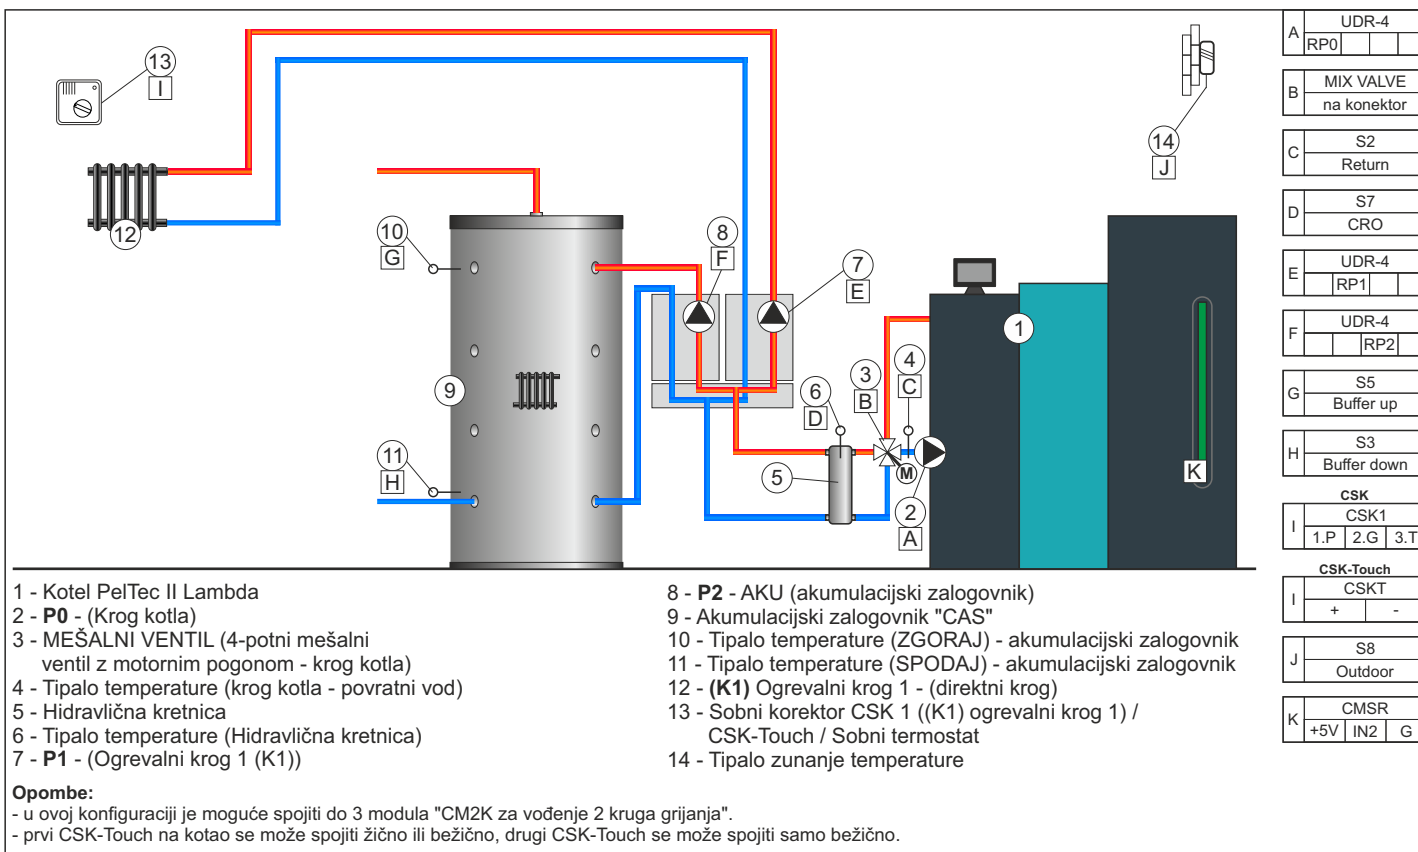 13
I
12
10
G
9
11
H
8
F
7
E
6
D
5
3
B
4
C
M
2
A
1
14
J
K
A
UDR-4
RP0
B
MIX VALVE
na konektor
C
S2
Return
D
S7
CRO
E
UDR-4
RP1
F
UDR-4
RP2
G
S5
Buffer up
H
S3
Buffer down
CSK
I
CSK1
1.P 2.G 3.T
CSK-Touch
I
CSKT
+ -
J
S8
Outdoor
K
CMSR
+5V IN2 G
1 - Kotel PelTec II Lambda
2 - P0 - (Krog kotla)
3 - MEŠALNI VENTIL (4-potni mešalni
ventil z motornim pogonom - krog kotla)
4 - Tipalo temperature (krog kotla - povratni vod)
5 - Hidravlična kretnica
6 - Tipalo temperature (Hidravlična kretnica)
7 - P1 - (Ogrevalni krog 1 (K1))
8 - P2 - AKU (akumulacijski zalogovnik)
9 - Akumulacijski zalogovnik "CAS"
10 - Tipalo temperature (ZGORAJ) - akumulacijski zalogovnik
11 - Tipalo temperature (SPODAJ) - akumulacijski zalogovnik
12 - (K1) Ogrevalni krog 1 - (direktni krog)
13 - Sobni korektor CSK 1 ((K1) ogrevalni krog 1) /
CSK-Touch / Sobni termostat
14 - Tipalo zunanje temperature
Opombe:
- u ovoj konfiguraciji je moguće spojiti do 3 modula "CM2K za vođenje 2 kruga grijanja".
- prvi CSK-Touch na kotao se može spojiti žično ili bežično, drugi CSK-Touch se može spojiti samo bežično.